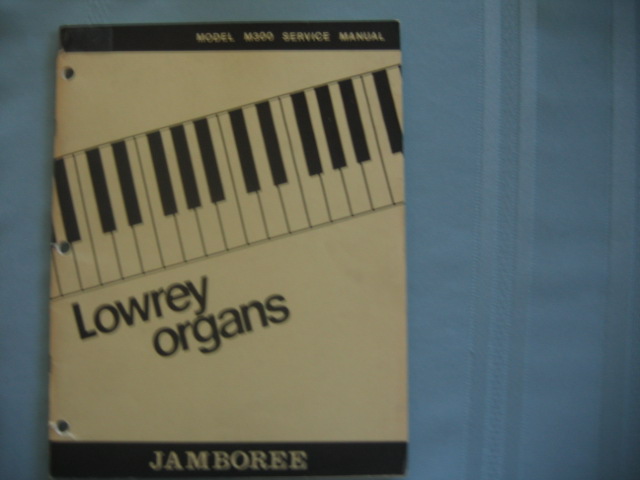 MODEL M300 SERVICE MANUAL
Lowrey
organs
JAMBOREE